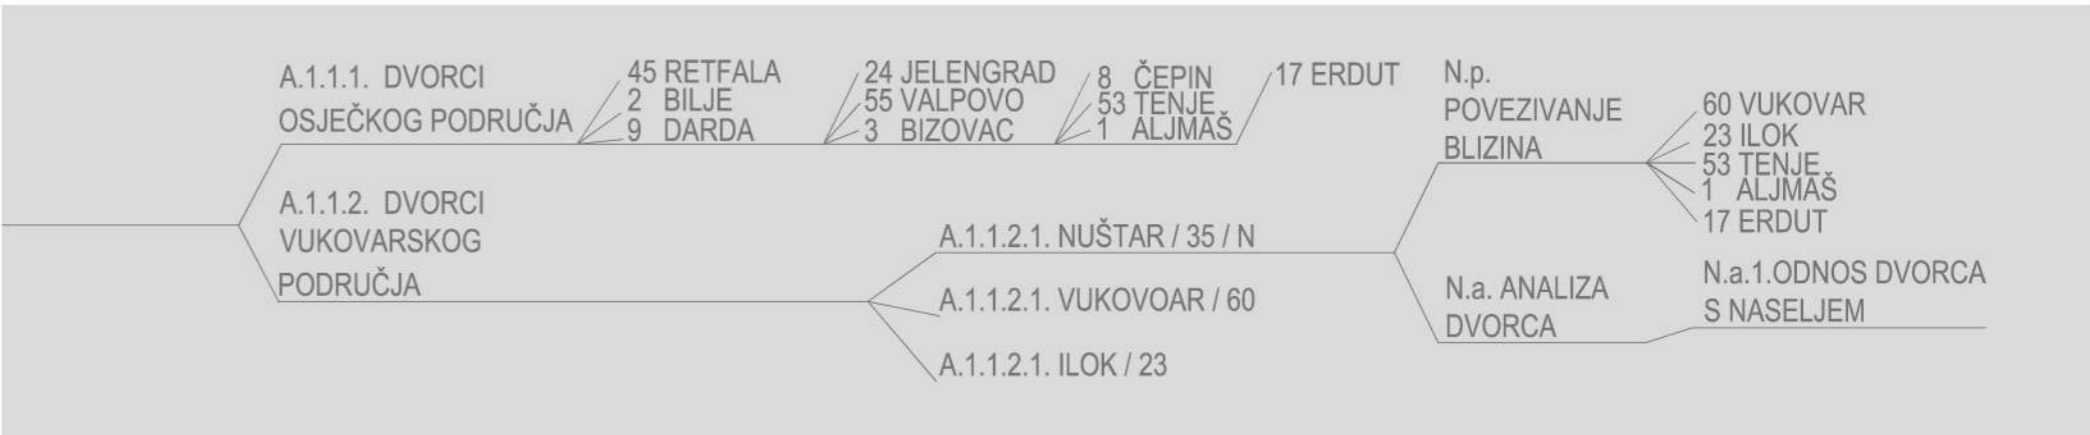 A.1.1.1. DVORCI
OSJEČKOG PODRUČJA
45 RETFALA
2 BILJE
9 DARDA
24 JELENGRAD
55 VALPOVO
3 BIZOVAC
8 ČEPIN
53 TENJE
1 ALJMAŠ
17 ERDUT
A.1.1.2. DVORCI
VUKOVARSKOG
PODRUČJA
A.1.1.2.1. NUŠTAR / 35 / N
A.1.1.2.1. VUKOVOAR / 60
A.1.1.2.1. ILOK / 23
N.p.
POVEZIVANJE
BLIZINA
60 VUKOVAR
23 ILOK
53 TENJE
1 ALJMAŠ
17 ERDUT
N.a. ANALIZA
DVORCA
N.a.1.ODNOS DVORCA
S NASELJEM